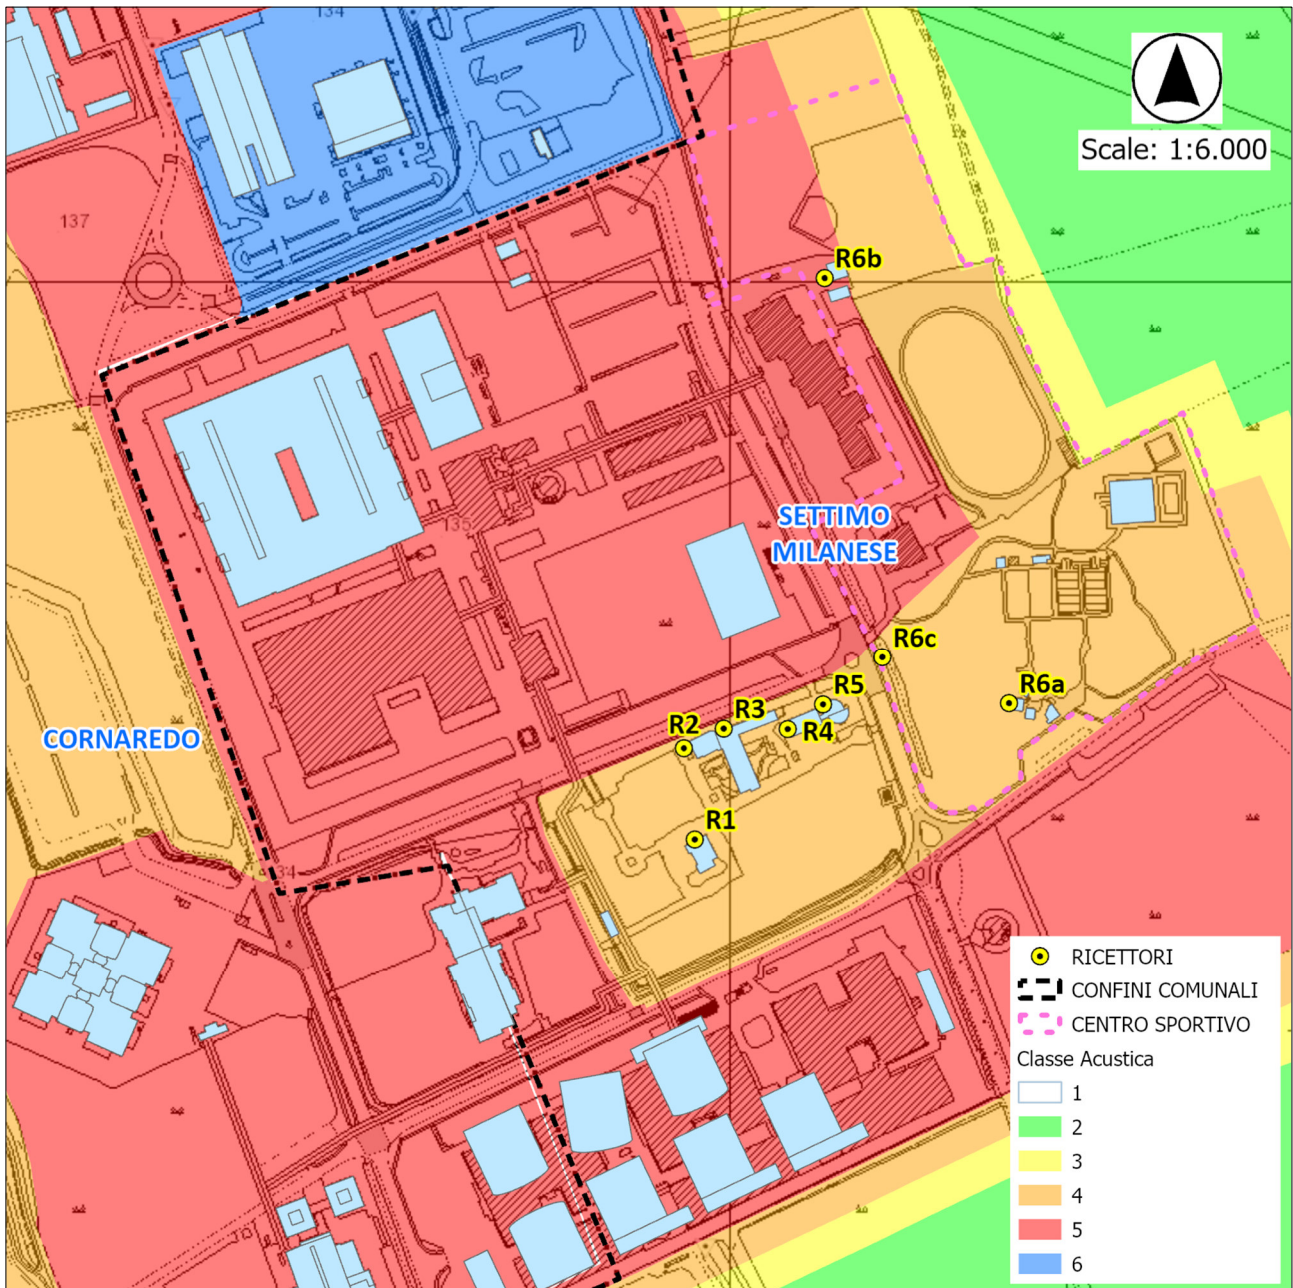 134
Scale: 1:6.000
137
R6b
135
SETTIMO
MILANESE
R6c
R6a
R5
R3
R2
R4
CORNAREDO
R1
RICETTORI
CONFINI COMUNALI
CENTRO SPORTIVO
Classe Acustica
1
2
3
4
5
6